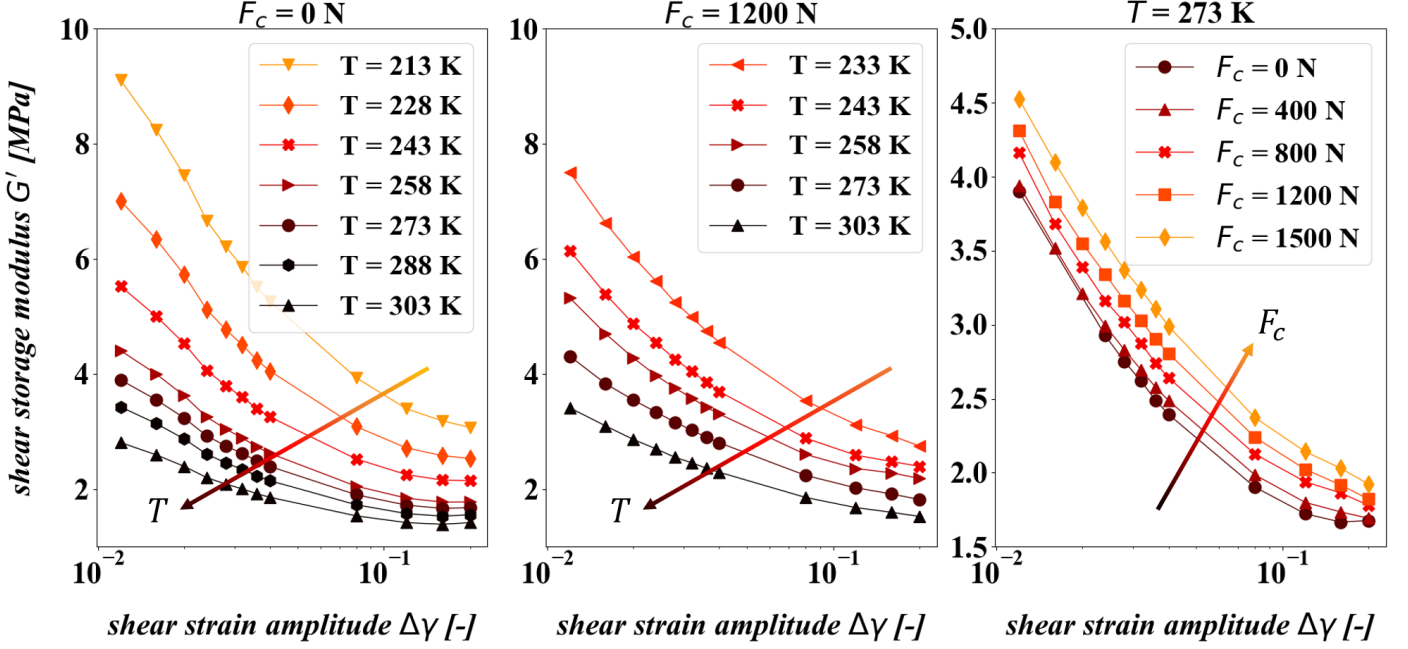 F_c = 0 N
F_c = 1200 N
T = 273 K
shear storage modulus G′ [MPa]
10
8
6
4
2
T = 213 K
T = 228 K
T = 243 K
T = 258 K
T = 273 K
T = 288 K
T = 303 K
T
10⁻²
10⁻¹
shear strain amplitude Δγ [-]
10
8
6
4
2
T = 233 K
T = 243 K
T = 258 K
T = 273 K
T = 303 K
T
10⁻²
10⁻¹
shear strain amplitude Δγ [-]
5.0
4.5
4.0
3.5
3.0
2.5
2.0
1.5
F_c = 0 N
F_c = 400 N
F_c = 800 N
F_c = 1200 N
F_c = 1500 N
F_c
10⁻²
10⁻¹
shear strain amplitude Δγ [-]